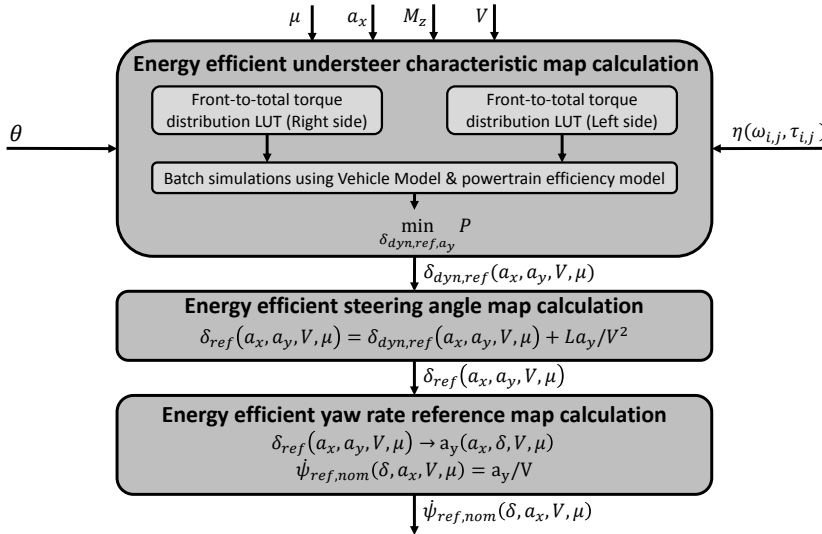 μ a_x M_z V
Energy efficient understeer characteristic map calculation
Front-to-total torque
distribution LUT (Right side)
Front-to-total torque
distribution LUT (Left side)
θ
η(ω_{i,j}, τ_{i,j})
Batch simulations using Vehicle Model & powertrain efficiency model
min P
δ_{dyn,ref,a_y}
δ_{dyn,ref}(a_x, a_y, V, μ)
Energy efficient steering angle map calculation
δ_{ref}(a_x, a_y, V, μ) = δ_{dyn,ref}(a_x, a_y, V, μ) + La_y/V²
δ_{ref}(a_x, a_y, V, μ)
Energy efficient yaw rate reference map calculation
δ_{ref}(a_x, a_y, V, μ) → a_y(a_x, δ, V, μ)
ψ̇_{ref,nom}(δ, a_x, V, μ) = a_y/V
ψ̇_{ref,nom}(δ, a_x, V, μ)